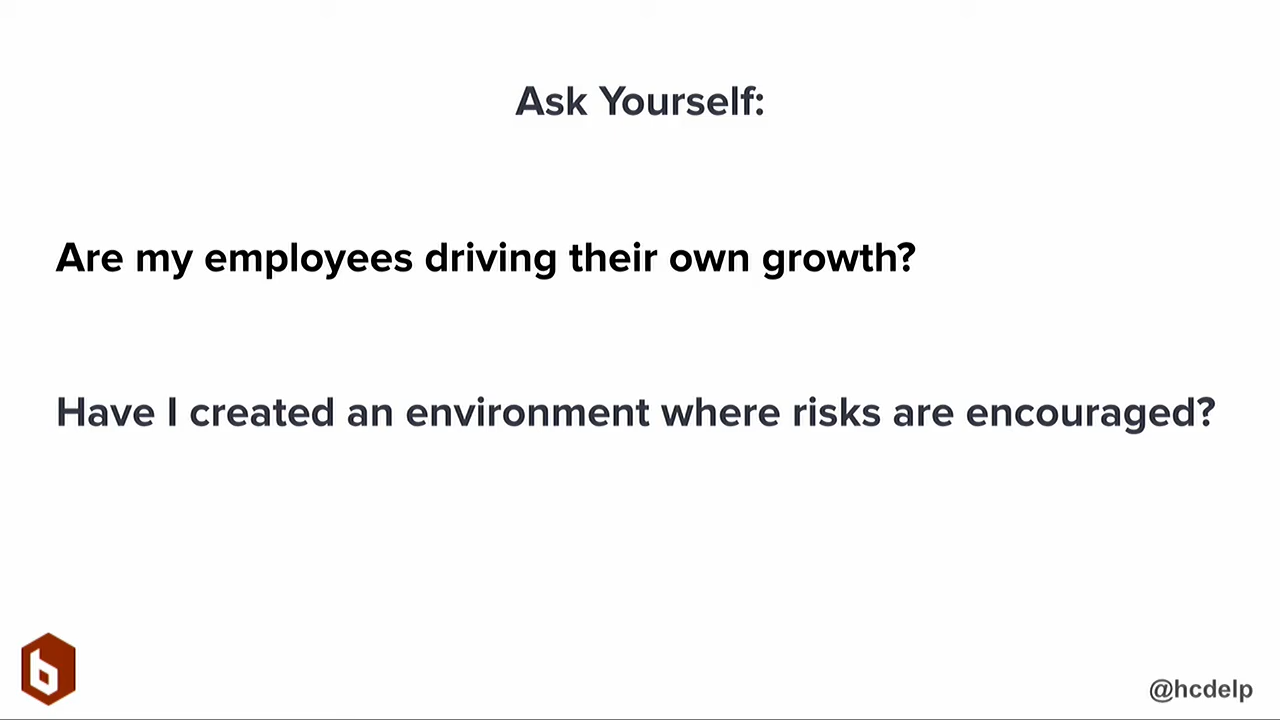 Ask Yourself:
Are my employees driving their own growth?
Have I created an environment where risks are encouraged?
b
@hcdelp